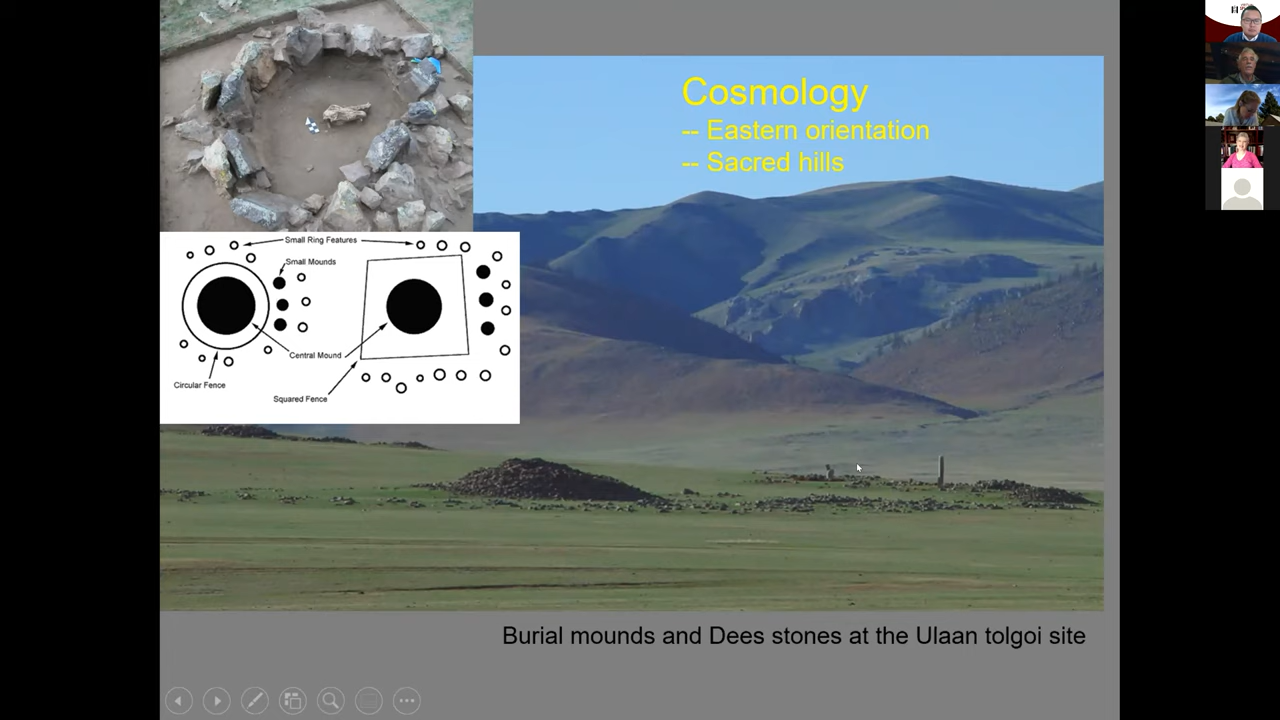 Cosmology
-- Eastern orientation
-- Sacred hills
Small Ring Features
Small Mounds
Central Mound
Circular Fence
Squared Fence
Burial mounds and Dees stones at the Ulaan tolgoi site